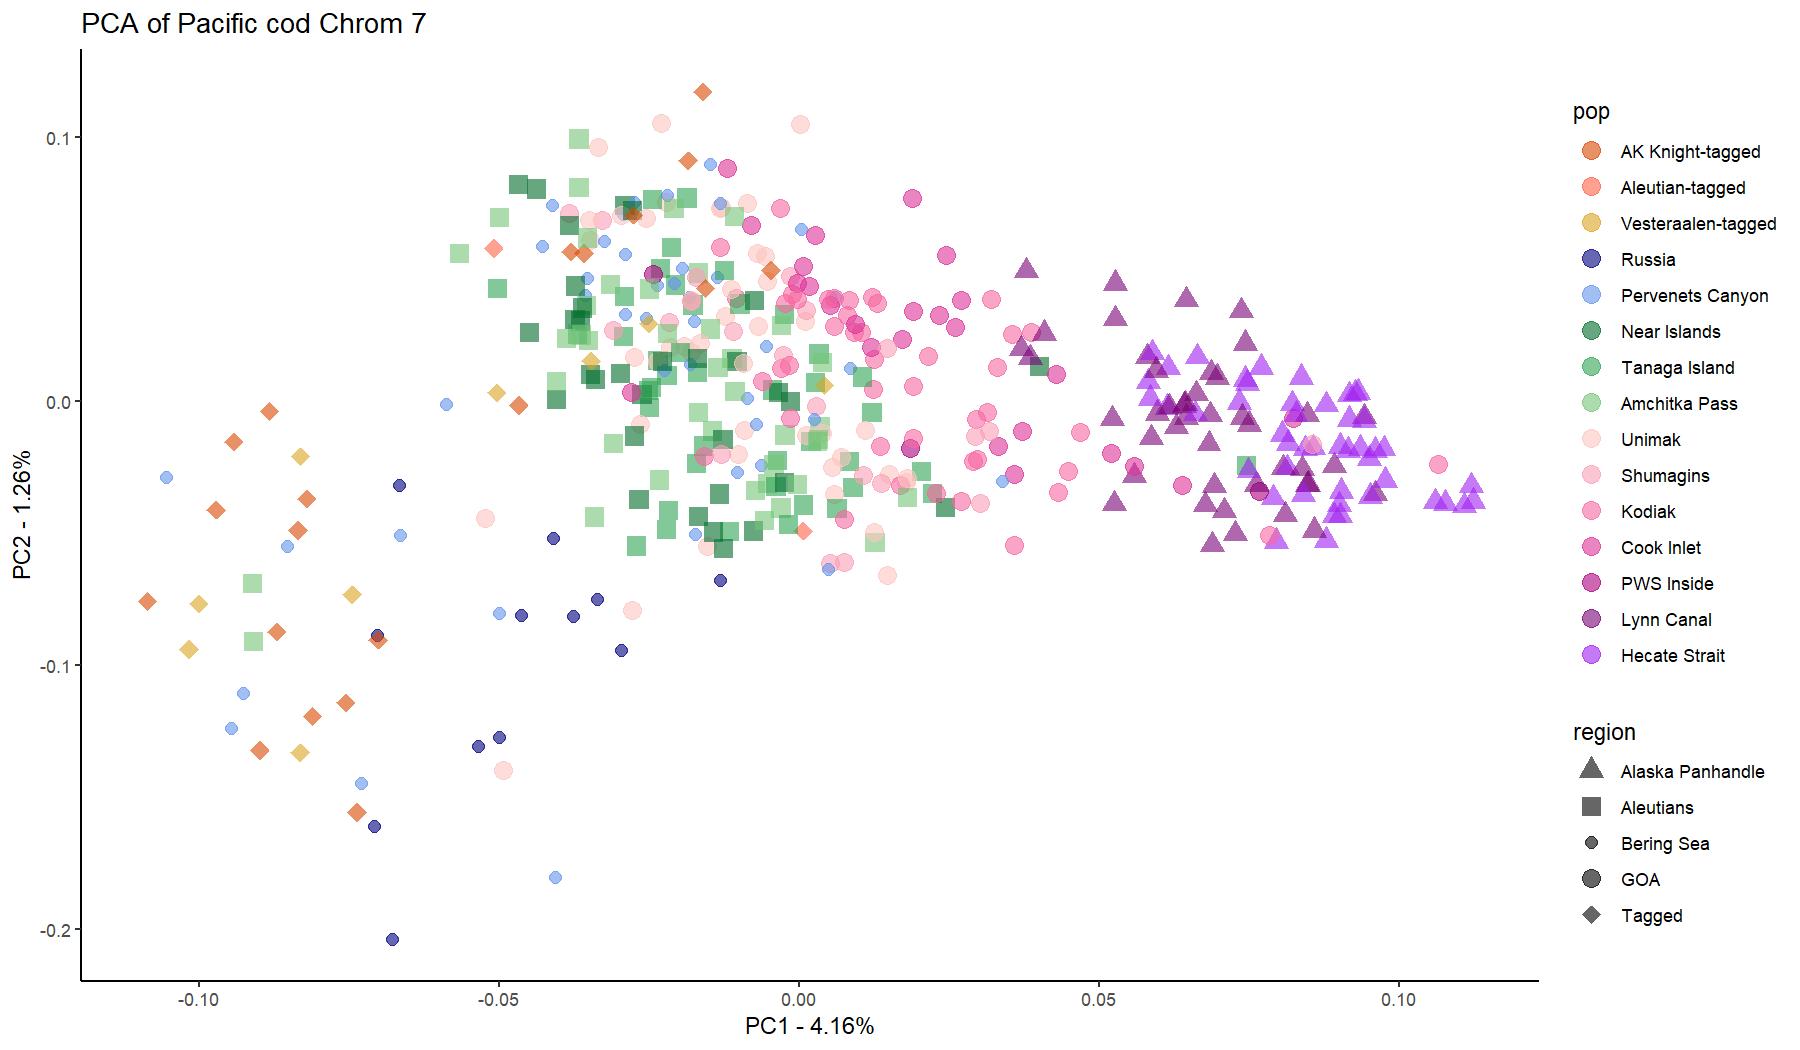 PCA of Pacific cod Chrom 7
0.1
0.0
-0.1
-0.2
PC2 - 1.26%
-0.10
-0.05
0.00
0.05
0.10
PC1 - 4.16%
pop
AK Knight-tagged
Aleutian-tagged
Vesteraalen-tagged
Russia
Pervenets Canyon
Near Islands
Tanaga Island
Amchitka Pass
Unimak
Shumagins
Kodiak
Cook Inlet
PWS Inside
Lynn Canal
Hecate Strait
region
Alaska Panhandle
Aleutians
Bering Sea
GOA
Tagged